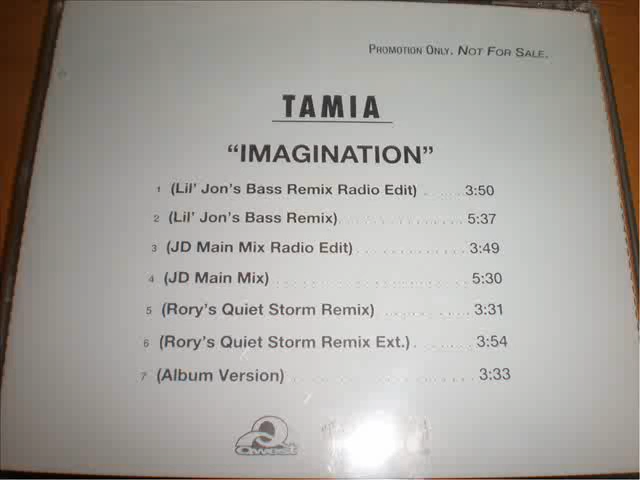 Promotion Only. Not For Sale.
TAMIA
“IMAGINATION”
1 (Lil' Jon's Bass Remix Radio Edit) . . . . . . 3:50
2 (Lil' Jon's Bass Remix) . . . . . . . . . . . . . 5:37
3 (JD Main Mix Radio Edit) . . . . . . . . . . . . 3:49
4 (JD Main Mix) . . . . . . . . . . . . . . . . . . . . 5:30
5 (Rory's Quiet Storm Remix) . . . . . . . . . . 3:31
6 (Rory's Quiet Storm Remix Ext.) . . . . . . . 3:54
7 (Album Version) . . . . . . . . . . . . . . . . . . 3:33
Qwest